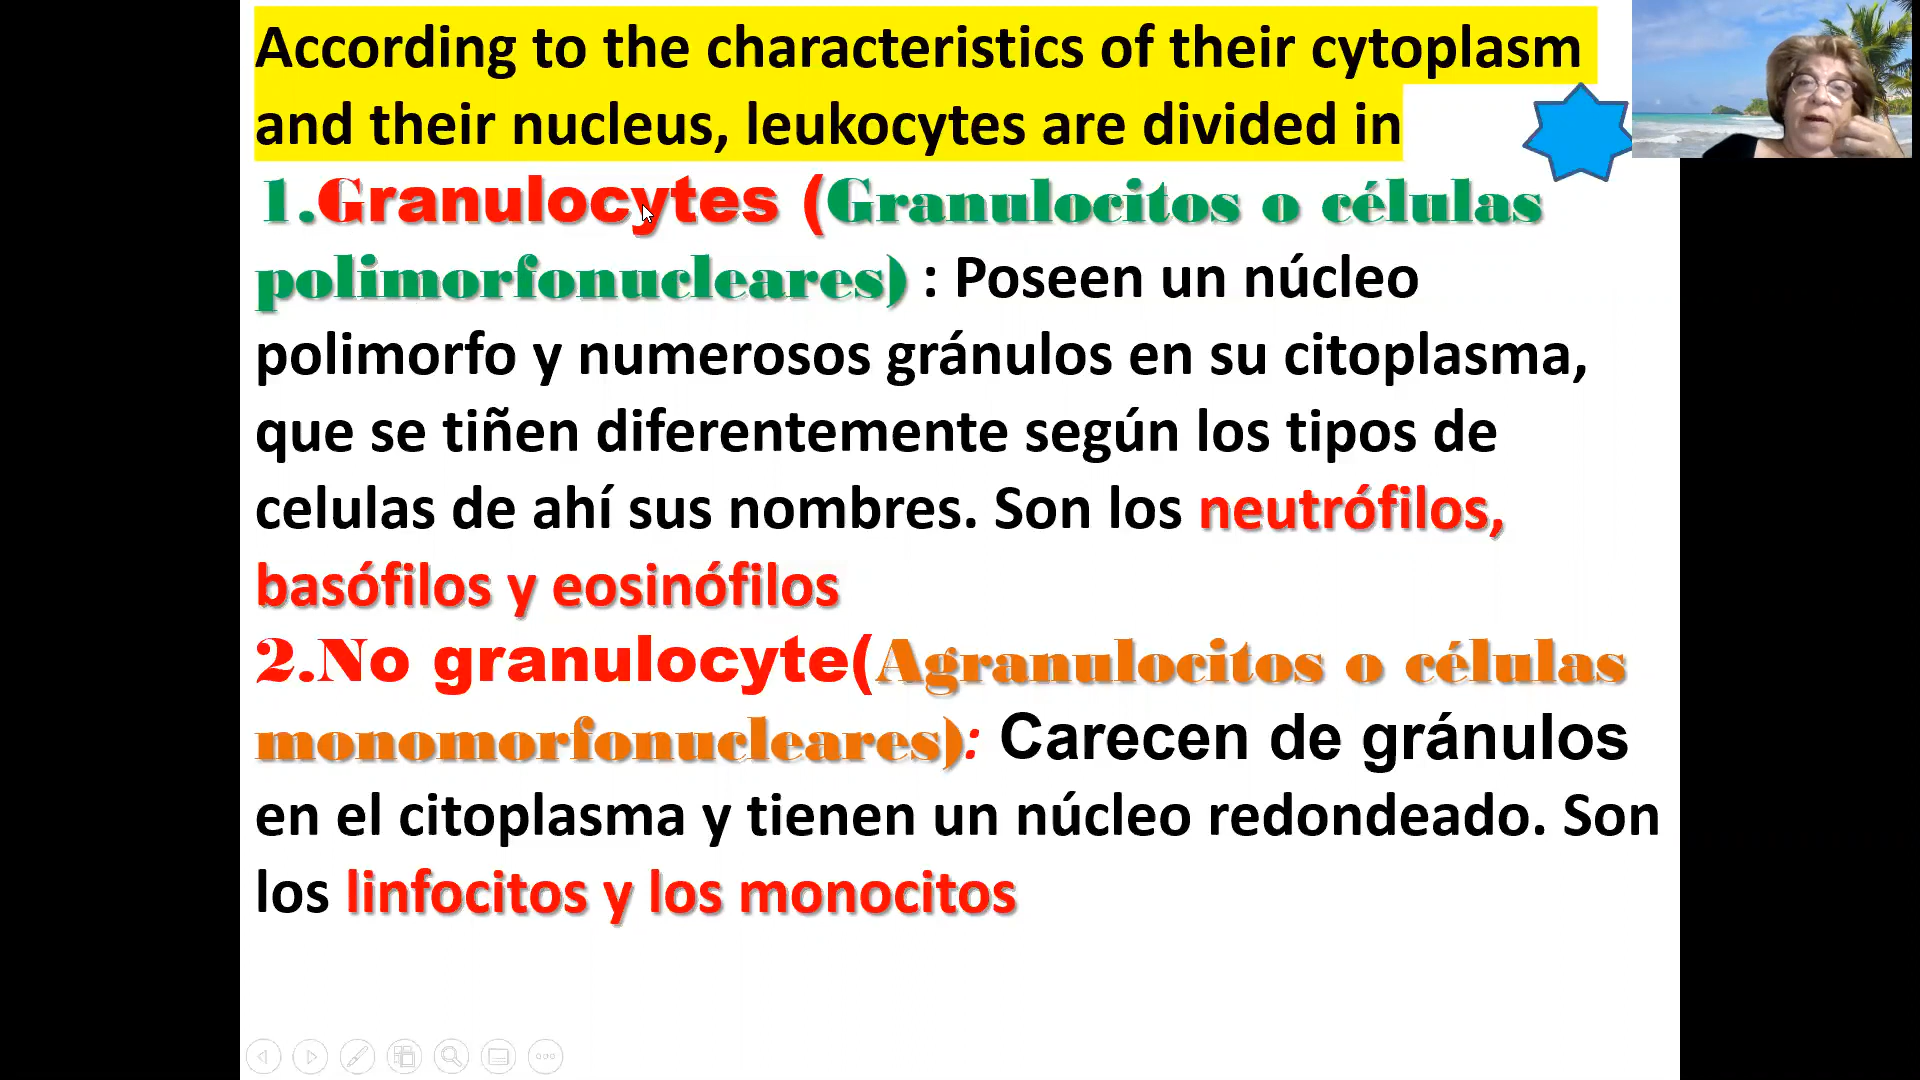 According to the characteristics of their cytoplasm
and their nucleus, leukocytes are divided in
1.Granulocytes (Granulocitos o células
polimorfonucleares) : Poseen un núcleo
polimorfo y numerosos gránulos en su citoplasma,
que se tiñen diferentemente según los tipos de
celulas de ahí sus nombres. Son los neutrófilos,
basófilos y eosinófilos
2.No granulocyte(Agranulocitos o células
monomorfonucleares): Carecen de gránulos
en el citoplasma y tienen un núcleo redondeado. Son
los linfocitos y los monocitos